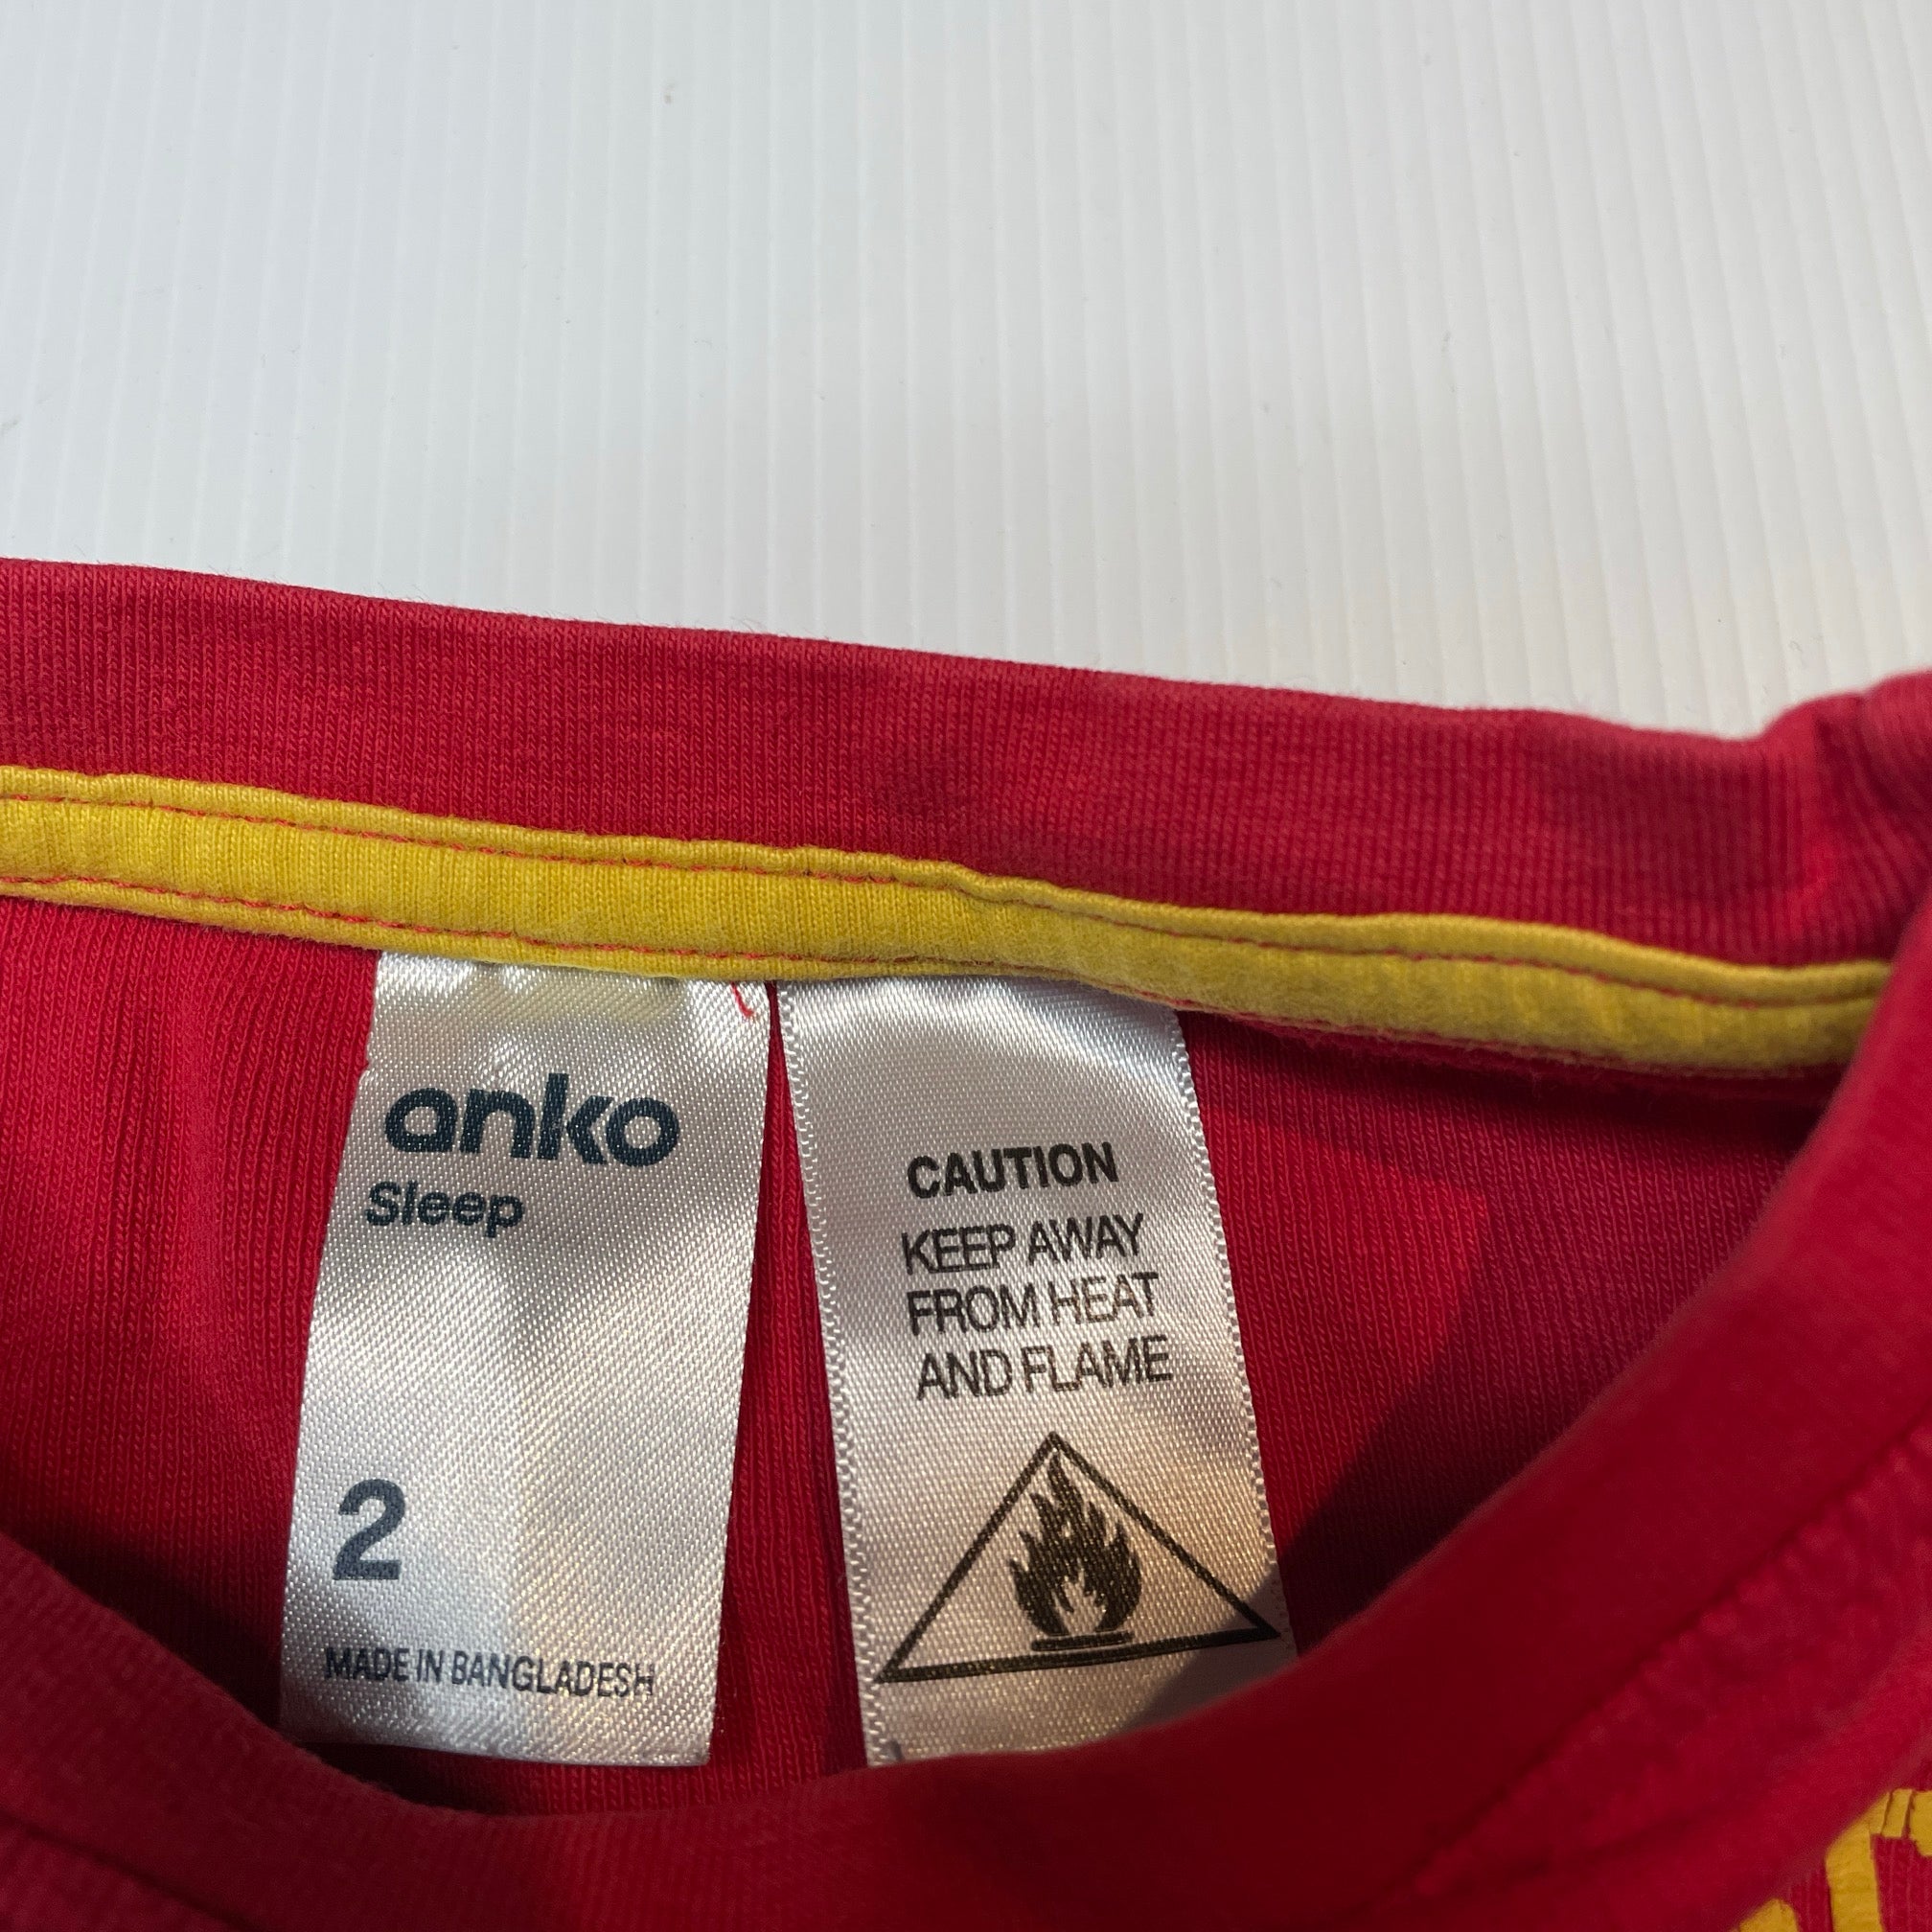 anko
Sleep
2
MADE IN BANGLADESH
CAUTION
KEEP AWAY
FROM HEAT
AND FLAME